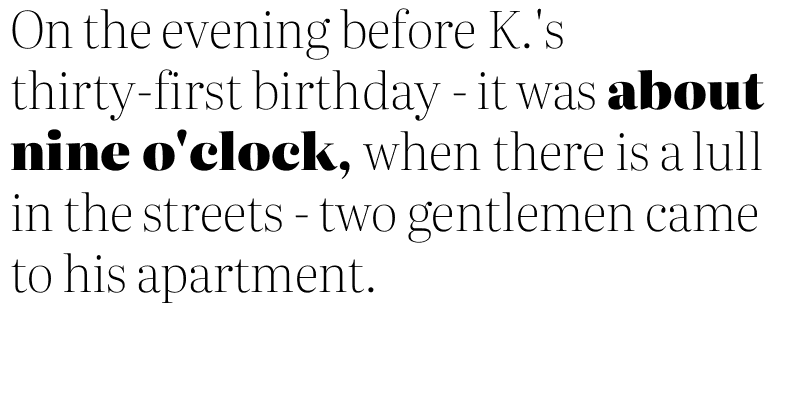 On the evening before K.'s
thirty-first birthday - it was about
nine o'clock, when there is a lull
in the streets - two gentlemen came
to his apartment.